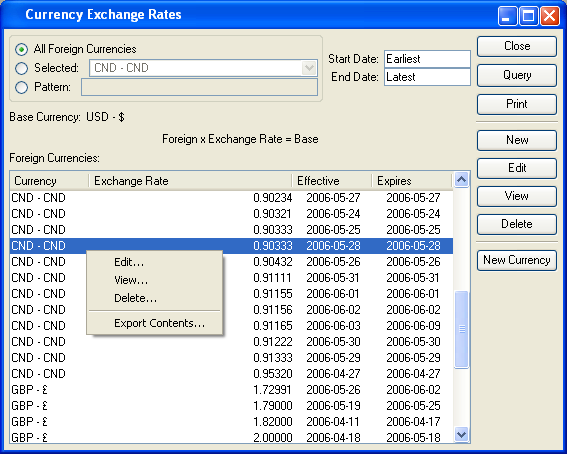 Currency Exchange Rates
All Foreign Currencies
Selected: CND - CND
Pattern:
Start Date: Earliest
End Date: Latest
Close
Query
Print
New
Edit
View
Delete
New Currency
Base Currency: USD - $
Foreign x Exchange Rate = Base
Foreign Currencies:
Currency Exchange Rate Effective Expires
CND - CND 0.90234 2006-05-27 2006-05-27
CND - CND 0.90321 2006-05-24 2006-05-24
CND - CND 0.90333 2006-05-25 2006-05-25
CND - CND 0.90333 2006-05-28 2006-05-28
CND - CND 0.90432 2006-05-26 2006-05-26
CND - CND 0.91111 2006-05-31 2006-05-31
CND - CND 0.91155 2006-06-01 2006-06-01
CND - CND 0.91156 2006-06-02 2006-06-02
CND - CND 0.91165 2006-06-03 2006-06-09
CND - CND 0.91222 2006-05-30 2006-05-30
CND - CND 0.91333 2006-05-29 2006-05-29
CND - CND 0.95320 2006-04-27 2006-04-27
GBP - £ 1.72991 2006-05-26 2006-06-02
GBP - £ 1.79000 2006-05-19 2006-05-25
GBP - £ 1.82000 2006-04-11 2006-04-17
GBP - £ 2.00000 2006-04-18 2006-05-18
Edit...
View...
Delete...
Export Contents...